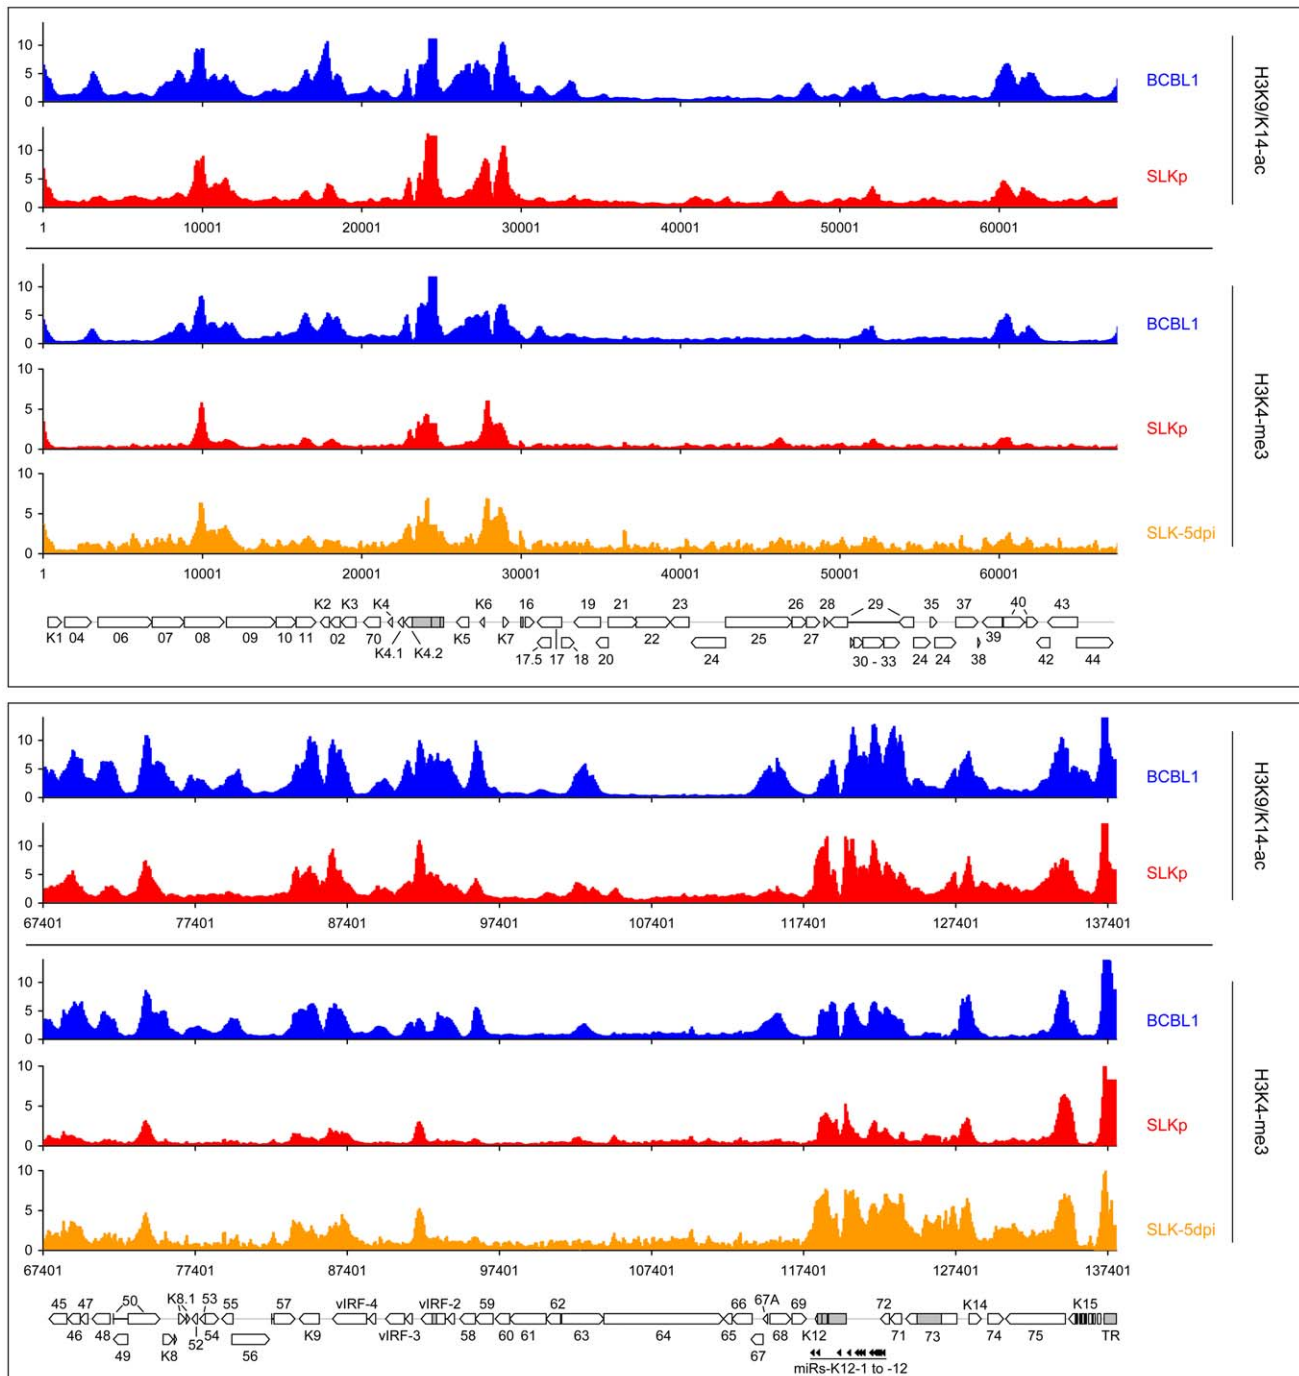 10
5
0
BCBL1
H3K9/K14-ac
10
5
0
SLKp
1 10001 20001 30001 40001 50001 60001
10
5
0
BCBL1
H3K4-me3
10
5
0
SLKp
10
5
0
SLK-5dpi
1 10001 20001 30001 40001 50001 60001
K2 K3 K4 K6 16 19 21 23 26 28 29 35 37 40 43
K1 04 06 07 08 09 10 11 02 70 K4.1 K4.2 K5 K7 17.5 17 18 20 22 24 25 27 30 - 33 24 24 38 39 42 44
10
5
0
BCBL1
H3K9/K14-ac
10
5
0
SLKp
67401 77401 87401 97401 107401 117401 127401 137401
10
5
0
BCBL1
H3K4-me3
10
5
0
SLKp
10
5
0
SLK-5dpi
67401 77401 87401 97401 107401 117401 127401 137401
45 47 50 K8.1 53 55 57 vIRF-4 vIRF-2 59 62 66 67A 69 72 K14 K15
46 48 49 K8 52 54 56 K9 vIRF-3 58 60 61 63 64 65 67 68 K12 71 73 74 75 TR
miRs-K12-1 to -12